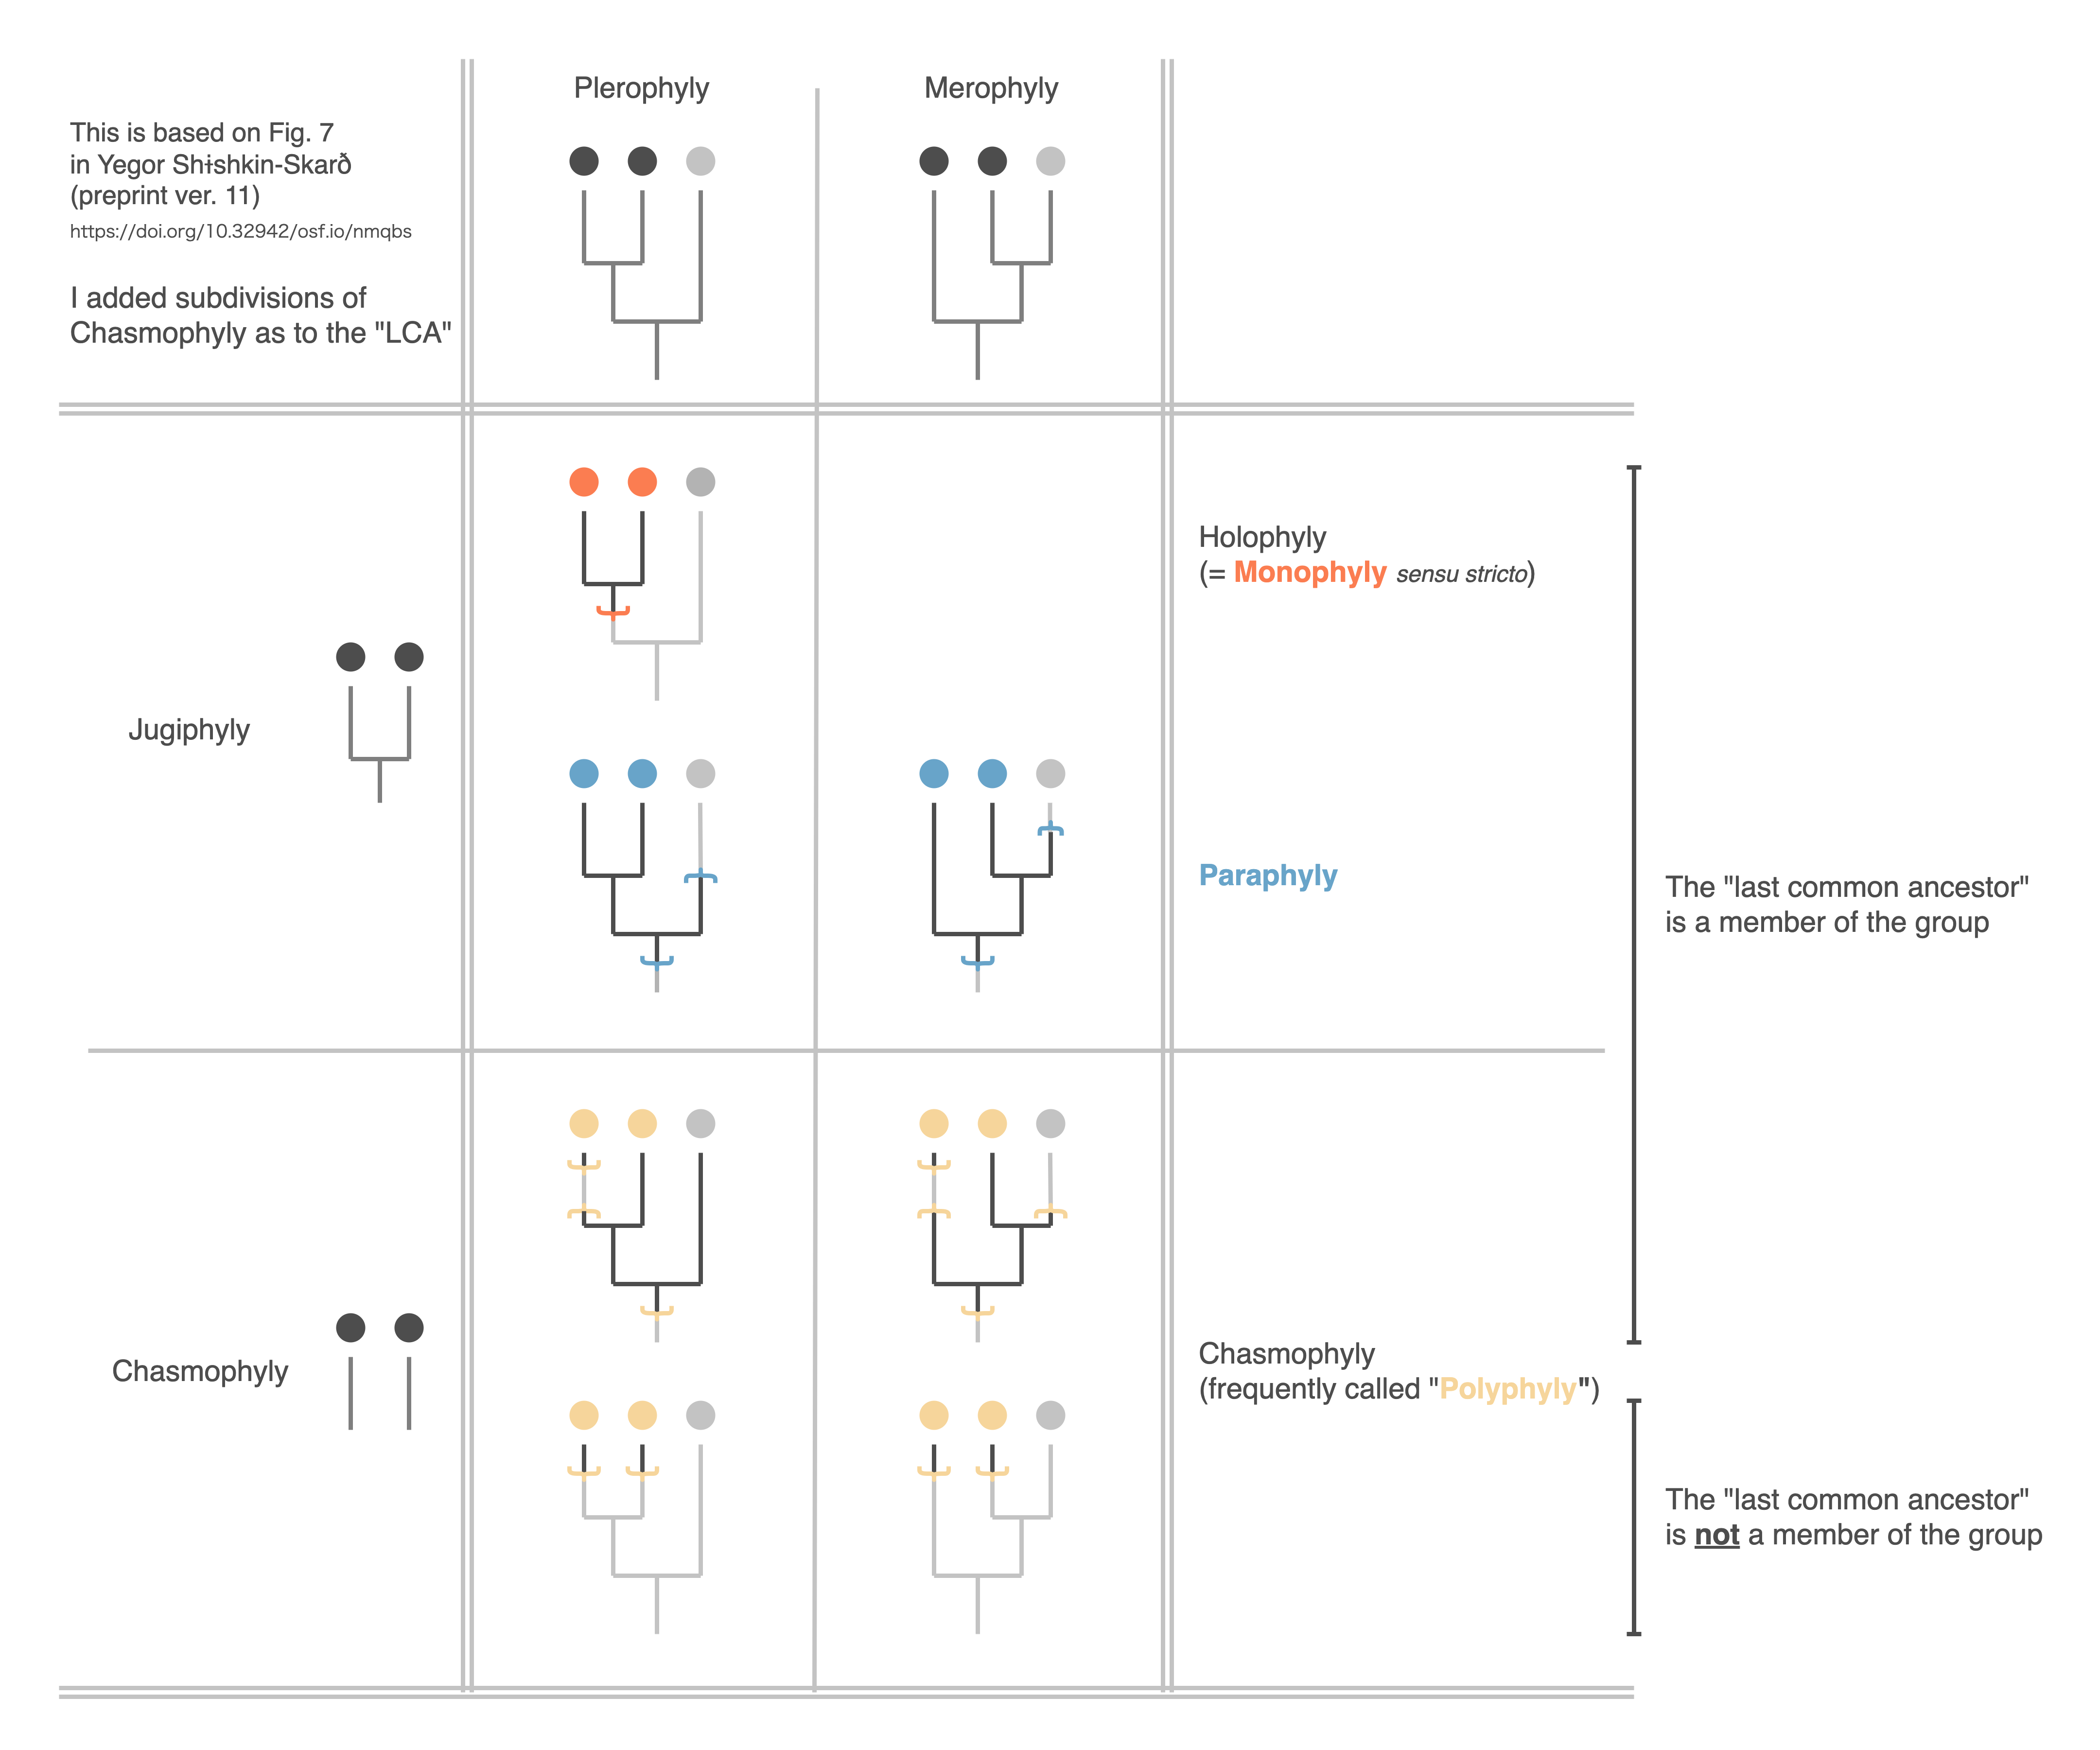 Plerophyly
Merophyly
This is based on Fig. 7
in Yegor Shɨshkin-Skarð
(preprint ver. 11)
https://doi.org/10.32942/osf.io/nmqbs
I added subdivisions of
Chasmophyly as to the "LCA"
Holophyly
(= Monophyly sensu stricto)
Jugiphyly
Paraphyly
The "last common ancestor"
is a member of the group
Chasmophyly
Chasmophyly
(frequently called "Polyphyly")
The "last common ancestor"
is not a member of the group